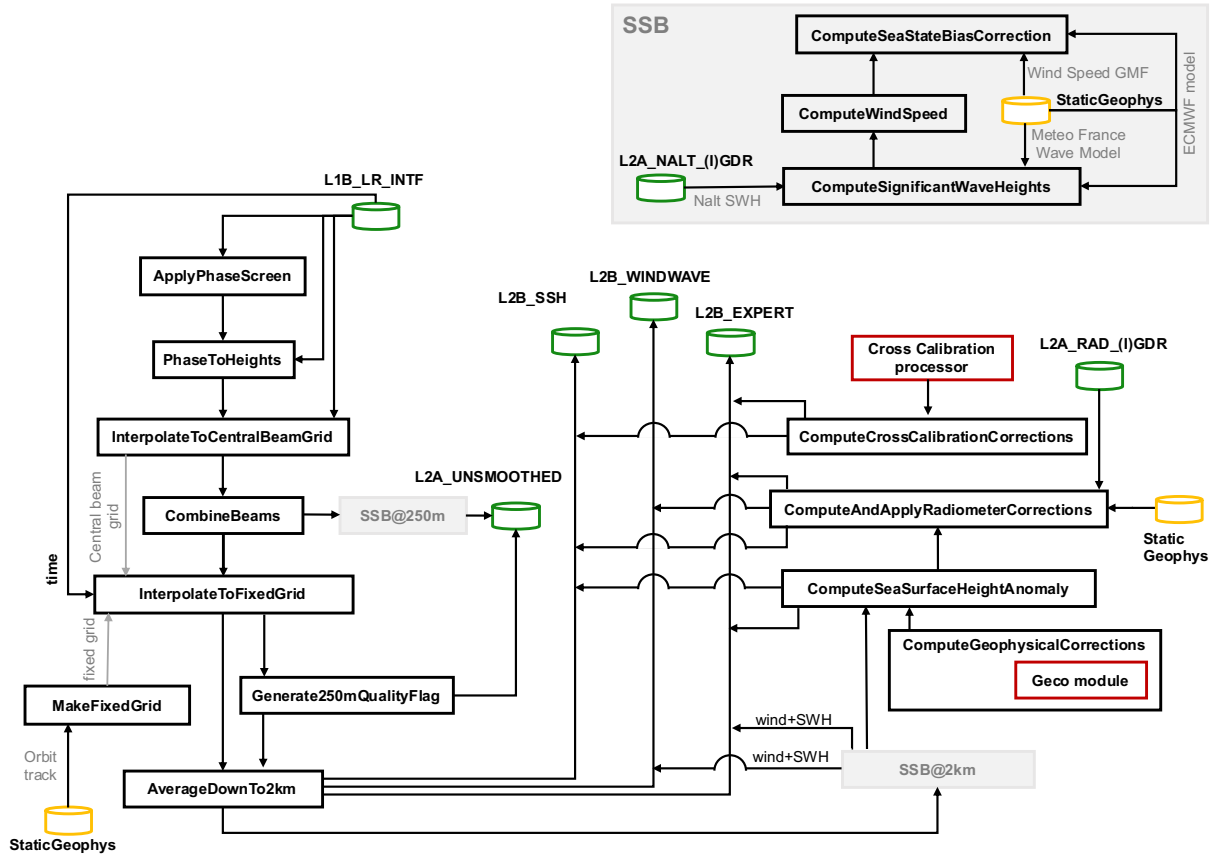 SSB
ComputeSeaStateBiasCorrection
Wind Speed GMF
StaticGeophys
ECMWF model
ComputeWindSpeed
Meteo France
Wave Model
L2A_NALT_(I)GDR
Nalt SWH
ComputeSignificantWaveHeights
L1B_LR_INTF
ApplyPhaseScreen
PhaseToHeights
InterpolateToCentralBeamGrid
Central beam
grid
CombineBeams
SSB@250m
L2A_UNSMOOTHED
time
InterpolateToFixedGrid
fixed grid
MakeFixedGrid
Generate250mQualityFlag
Orbit
track
AverageDownTo2km
StaticGeophys
L2B_SSH
L2B_WINDWAVE
L2B_EXPERT
Cross Calibration
processor
L2A_RAD_(I)GDR
ComputeCrossCalibrationCorrections
ComputeAndApplyRadiometerCorrections
Static
Geophys
ComputeSeaSurfaceHeightAnomaly
ComputeGeophysicalCorrections
Geco module
wind+SWH
wind+SWH
SSB@2km